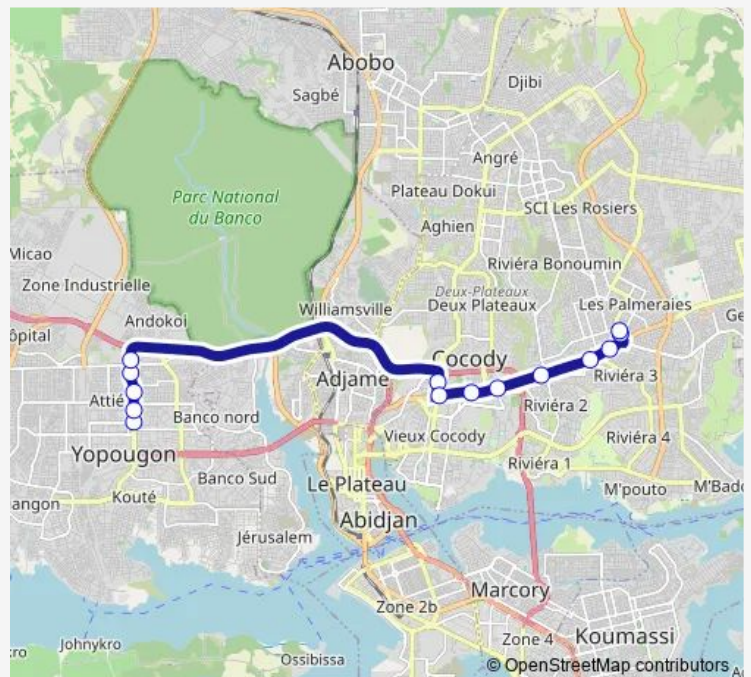 Abobo
Djibi
Sagbé
Angré
Plateau Dokui
SCI Les Rosiers
Parc National
du Banco
Aghien
Micao
Riviéra Bonoumin
Zone Industrielle
Deux-Plateaux
Deux Plateaux
Les Palmeraies
Williamsville
Andokoi
ôpital
Cocody
Adjame
Riviéra 3
Attié
Banco nord
Riviéra 2
Vieux Cocody
Riviéra 4
Yopougon
Riviéra 1
Banco Sud
Le Plateau
M'pouto
M'Bado
angon
Kouté
Abidjan
Jérusalem
Marcory
Zone 2b
Koumassi
Zone 4
Johnykro
Ossibissa
© OpenStreetMap contributors